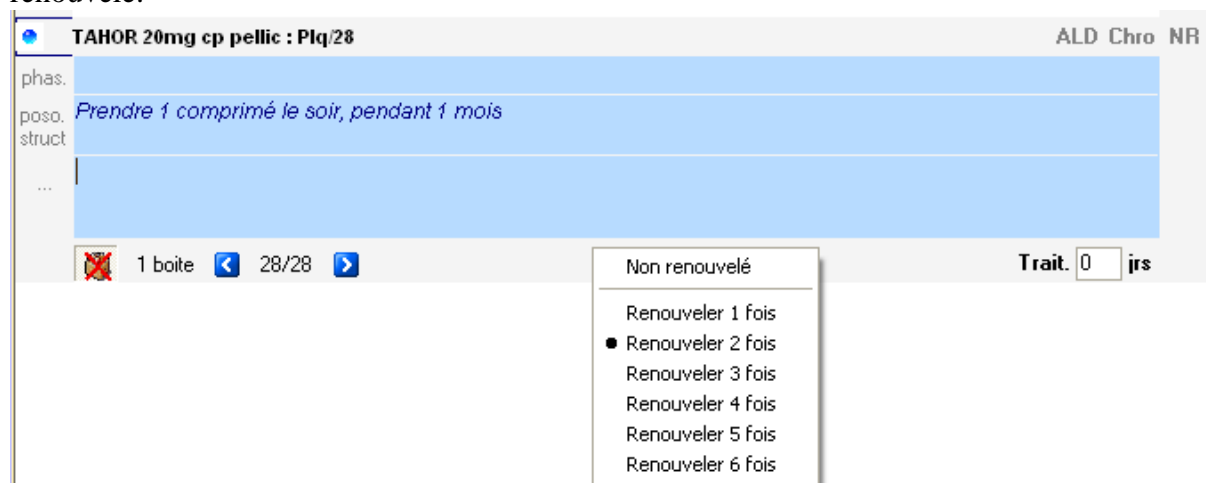 renouvelé.
TAHOR 20mg cp pellic : Plq/28 ALD Chro NR
phas.
poso. Prendre 1 comprimé le soir, pendant 1 mois
struct
...
1 boite 28/28 Trait. 0 jrs
Non renouvelé
Renouveler 1 fois
Renouveler 2 fois
Renouveler 3 fois
Renouveler 4 fois
Renouveler 5 fois
Renouveler 6 fois